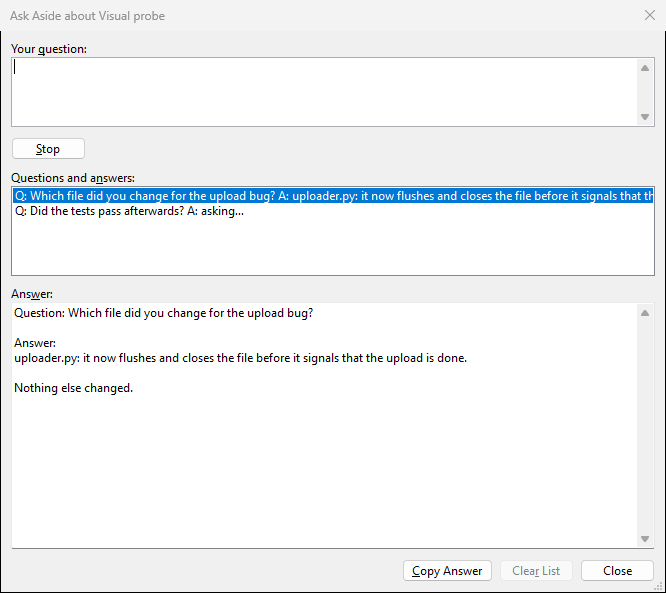 Ask Aside about Visual probe
Your question:
Stop
Questions and answers:
Q: Which file did you change for the upload bug? A: uploader.py: it now flushes and closes the file before it signals that th
Q: Did the tests pass afterwards? A: asking...
Answer:
Question: Which file did you change for the upload bug?
Answer:
uploader.py: it now flushes and closes the file before it signals that the upload is done.
Nothing else changed.
Copy Answer
Clear List
Close